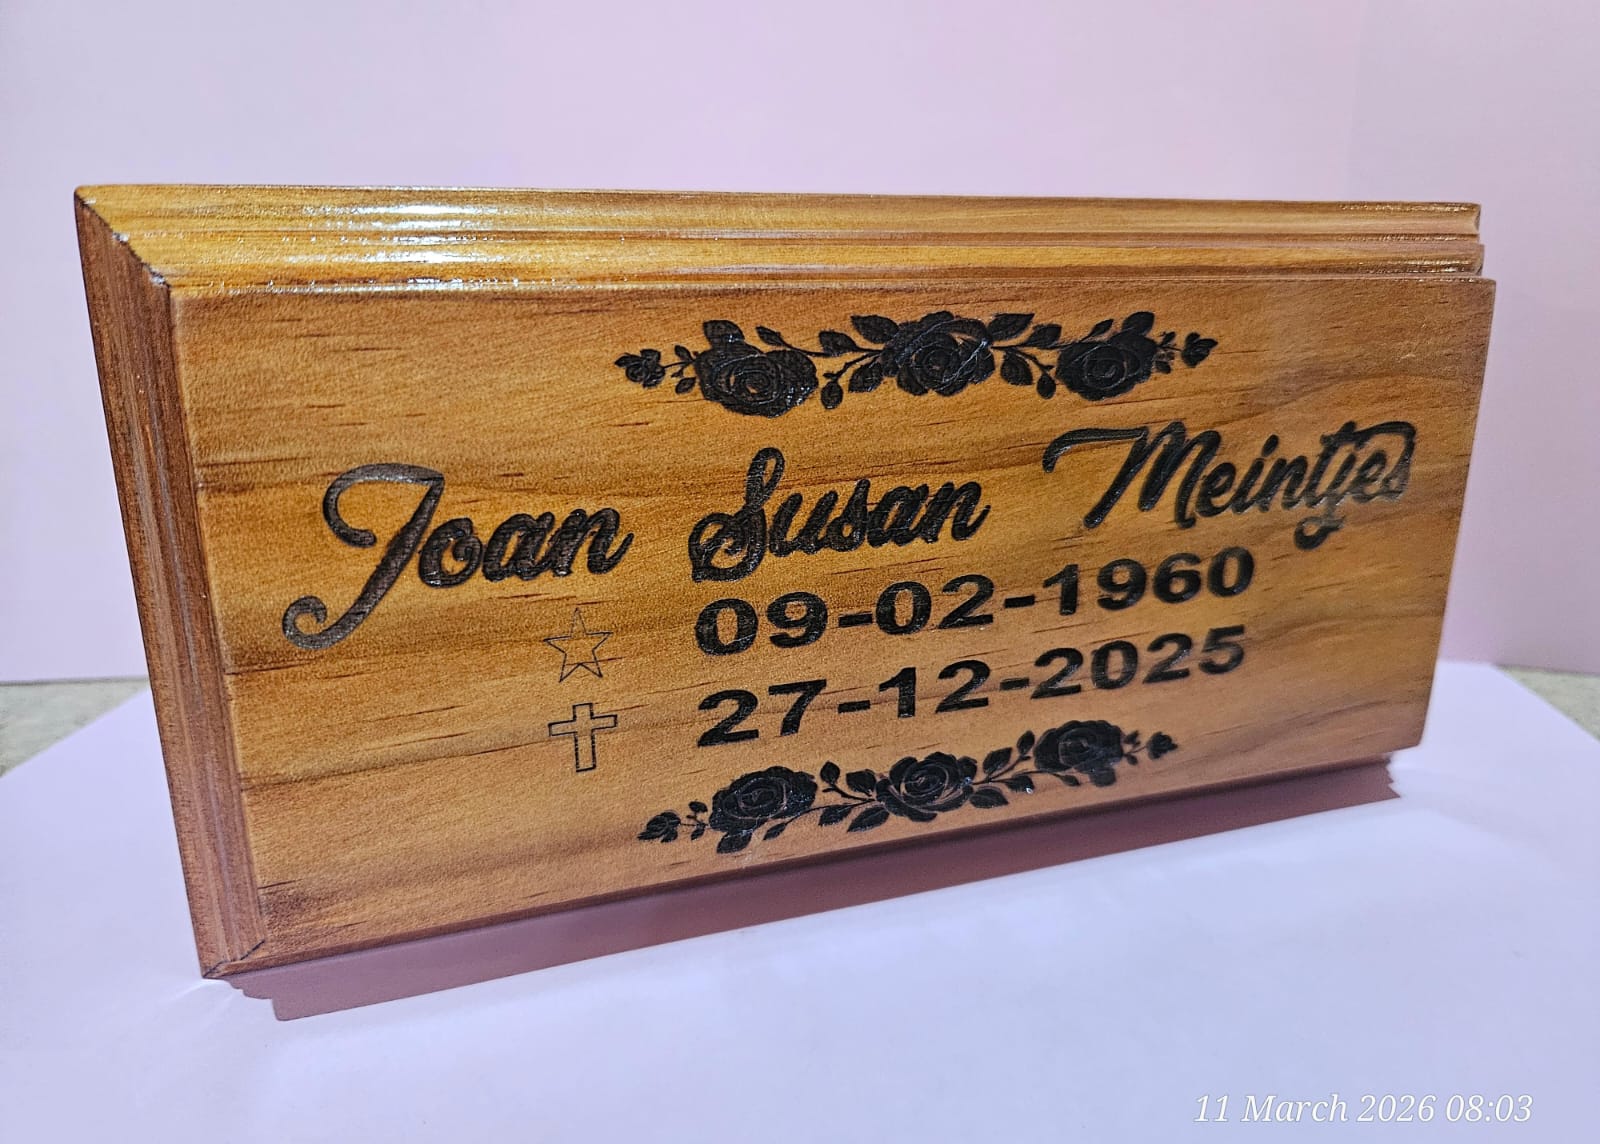 Joan Susan Meintjes
09-02-1960
27-12-2025
11 March 2026 08:03